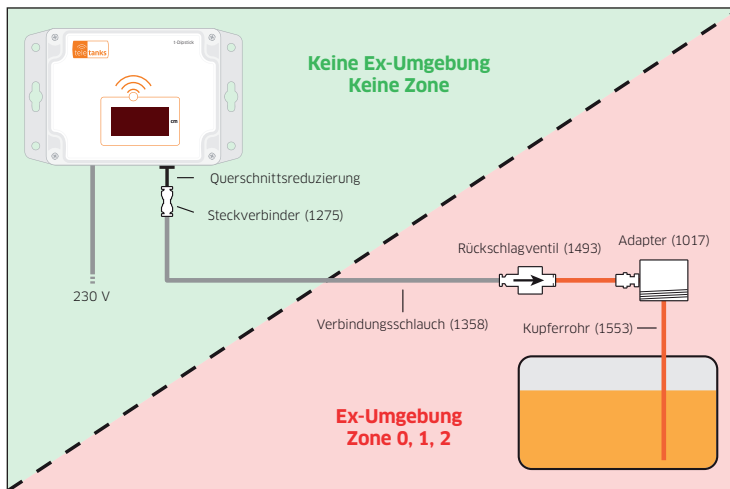 tele
tanks
t-Dipstick
cm
Keine Ex-Umgebung
Keine Zone
Querschnittsreduzierung
Steckverbinder (1275)
230 V
Rückschlagventil (1493)
Adapter (1017)
Verbindungsschlauch (1358)
Kupferrohr (1553)
Ex-Umgebung
Zone 0, 1, 2